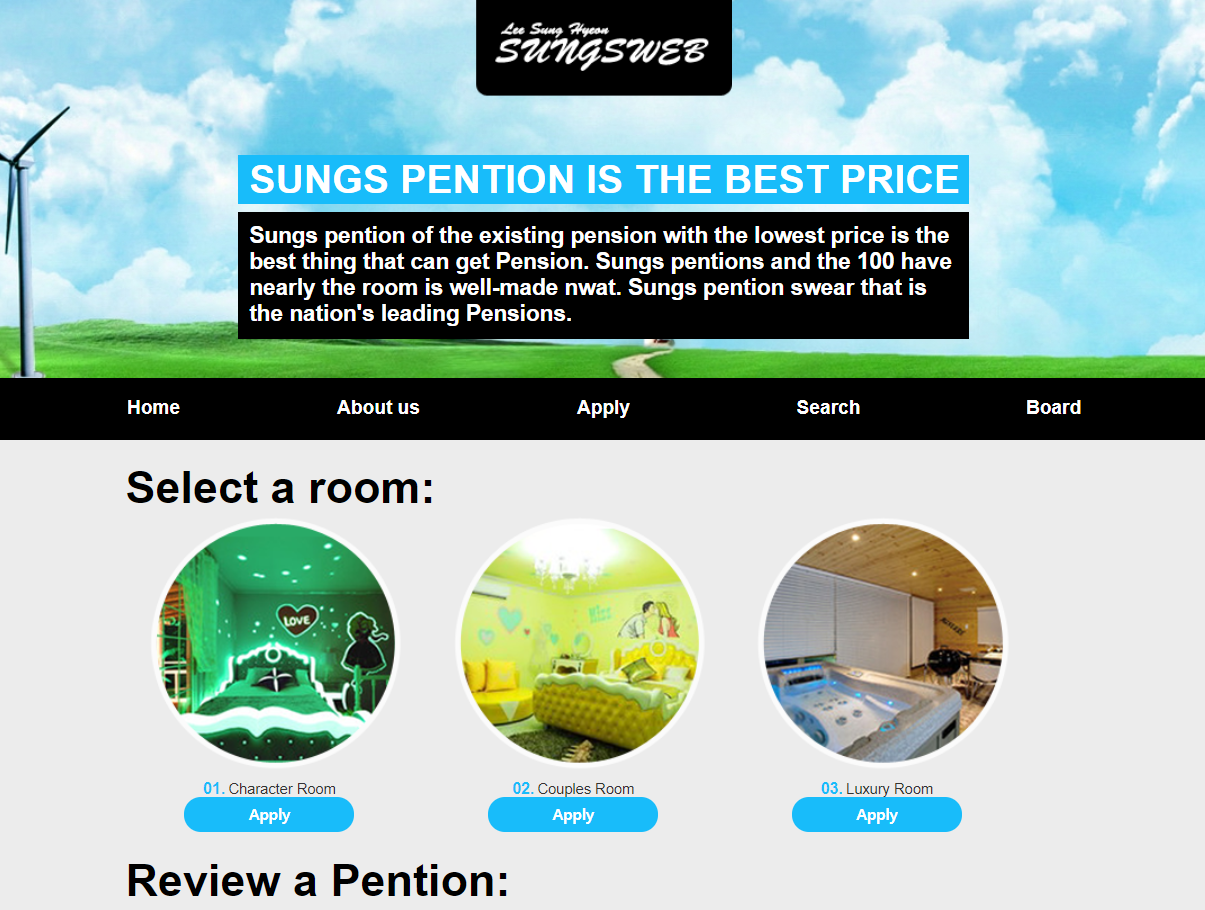 Lee Sung Hyeon
SUNGSWEB
SUNGS PENTION IS THE BEST PRICE
Sungs pention of the existing pension with the lowest price is the
best thing that can get Pension. Sungs pentions and the 100 have
nearly the room is well-made nwat. Sungs pention swear that is
the nation's leading Pensions.
Home About us Apply Search Board
Select a room:
LOVE
Kiss
01. Character Room 02. Couples Room 03. Luxury Room
Apply Apply Apply
Review a Pention: